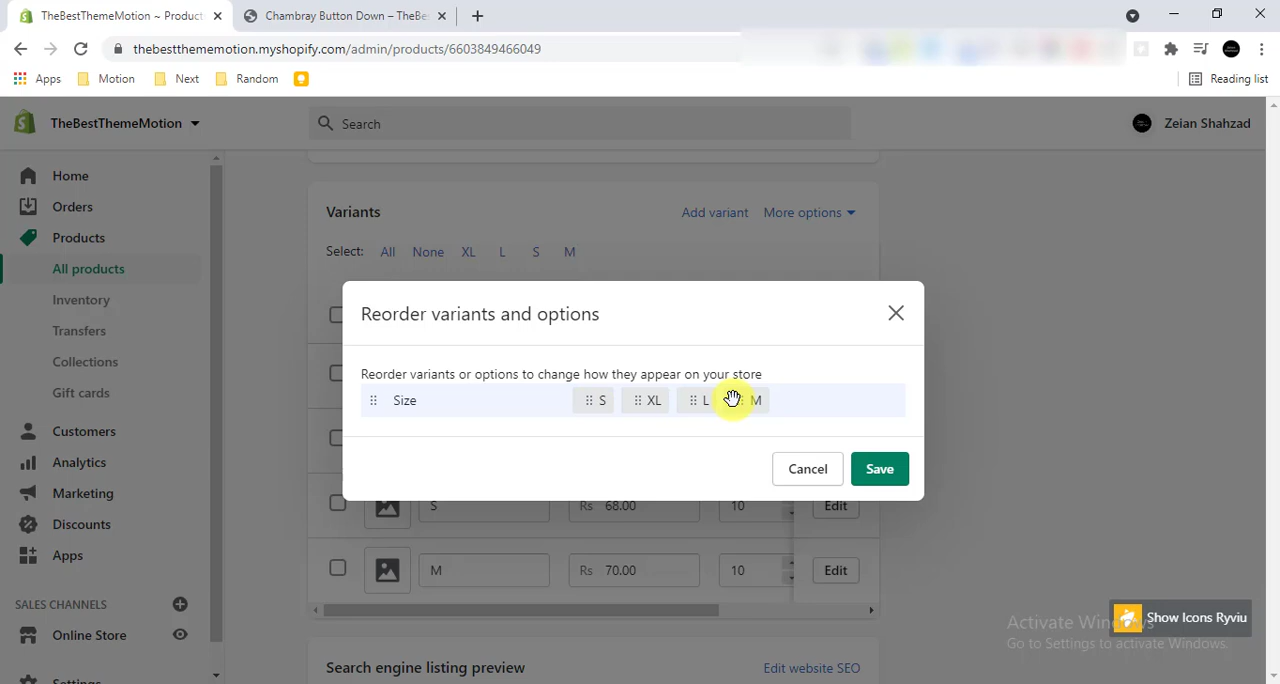 TheBestThemeMotion ~ Product
Chambray Button Down – TheBe
thebestthememotion.myshopify.com/admin/products/6603849466049
Apps
Motion
Next
Random
Reading list
TheBestThemeMotion
Search
Zeian Shahzad
Home
Orders
Products
All products
Inventory
Transfers
Collections
Gift cards
Customers
Analytics
Marketing
Discounts
Apps
SALES CHANNELS
Online Store
Settings
Variants
Add variant
More options
Select: All None XL L S M
Reorder variants and options
Reorder variants or options to change how they appear on your store
Size
S
XL
L
M
Cancel
Save
S
Rs 68.00
10
Edit
M
Rs 70.00
10
Edit
Search engine listing preview
Edit website SEO
Show Icons Ryviu
Activate Windows
Go to Settings to activate Windows.